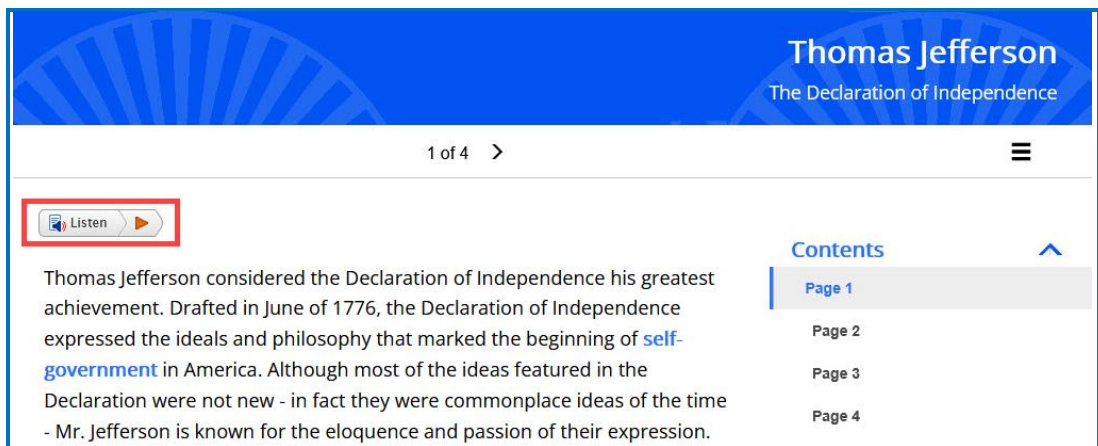 Thomas Jefferson
The Declaration of Independence
1 of 4
Listen
Thomas Jefferson considered the Declaration of Independence his greatest
achievement. Drafted in June of 1776, the Declaration of Independence
expressed the ideals and philosophy that marked the beginning of self-
government in America. Although most of the ideas featured in the
Declaration were not new - in fact they were commonplace ideas of the time
- Mr. Jefferson is known for the eloquence and passion of their expression.
Contents
Page 1
Page 2
Page 3
Page 4